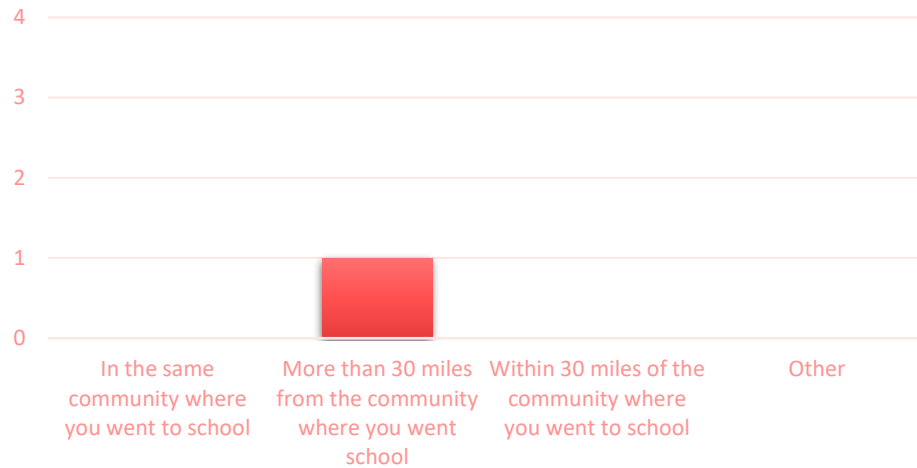 4
3
2
1
0
In the same
community where
you went to school
More than 30 miles
from the community
where you went
school
Within 30 miles of the
community where
you went to school
Other